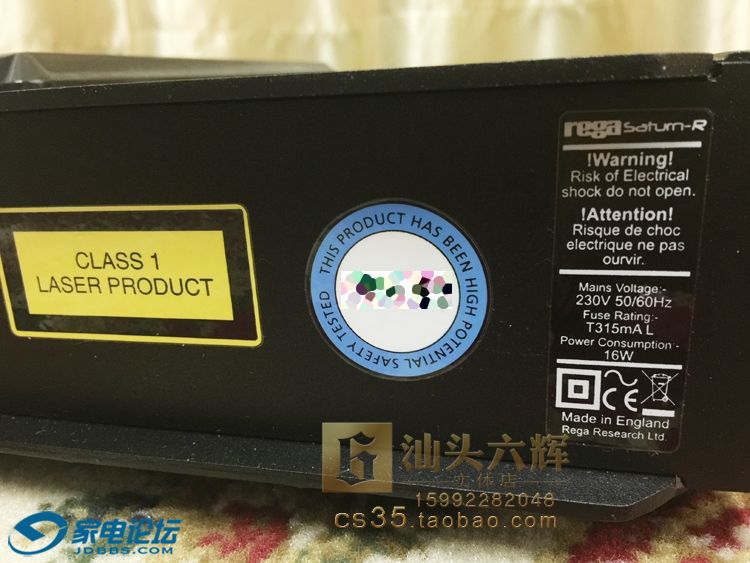 CLASS 1
LASER PRODUCT
THIS PRODUCT HAS BEEN HIGH POTENTIAL SAFETY TESTED
rega Saturn-R
!Warning!
Risk of Electrical
shock do not open.
!Attention!
Risque de choc
electrique ne pas
ourvir.
Mains Voltage:-
230V 50/60Hz
Fuse Rating:-
T315mA L
Power Consumption:-
16W
CE
Made in England
Rega Research Ltd.
汕头六辉
实体店
15992282048
cs35.taobao.com
家电论坛
JDBBS.COM